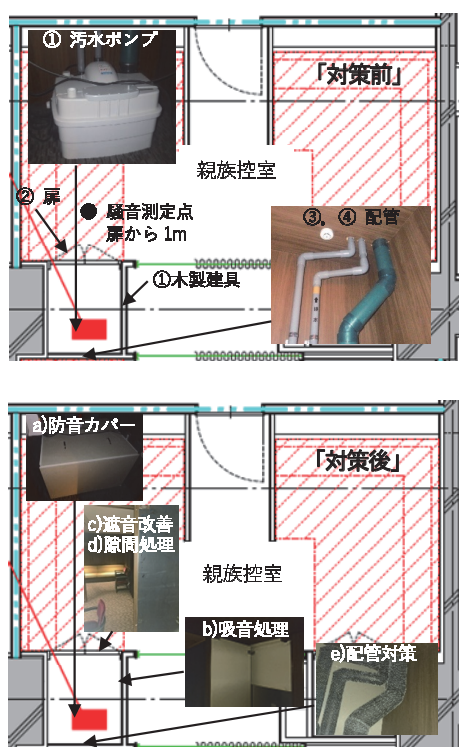 ① 汚水ポンプ
「対策前」
親族控室
② 扉
● 騒音測定点
扉から1m
③，④ 配管
①木製建具
a)防音カバー
「対策後」
c)遮音改善
d)隙間処理
親族控室
b)吸音処理
e)配管対策